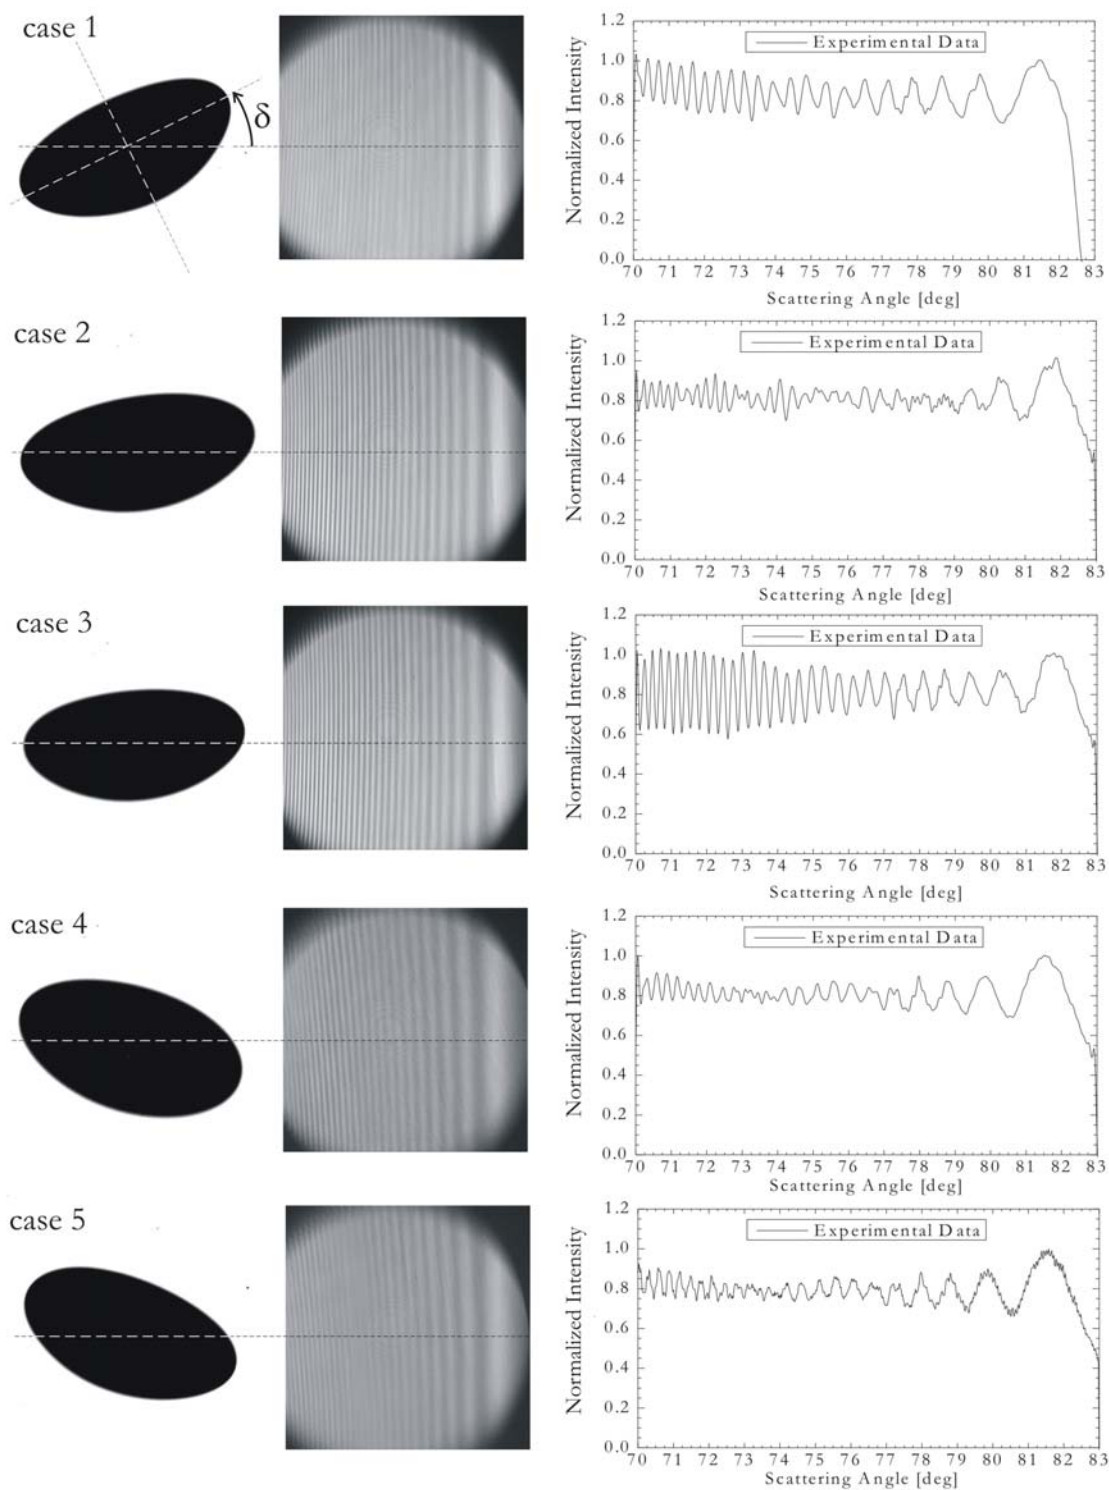 case 1
δ
Experimental Data
Normalized Intensity
1.2
1.0
0.8
0.6
0.4
0.2
0.0
70 71 72 73 74 75 76 77 78 79 80 81 82 83
Scattering Angle [deg]
case 2
Experimental Data
Normalized Intensity
1.2
1.0
0.8
0.6
0.4
0.2
0.0
70 71 72 73 74 75 76 77 78 79 80 81 82 83
Scattering Angle [deg]
case 3
Experimental Data
Normalized Intensity
1.2
1.0
0.8
0.6
0.4
0.2
0.0
70 71 72 73 74 75 76 77 78 79 80 81 82 83
Scattering Angle [deg]
case 4
Experimental Data
Normalized Intensity
1.2
1.0
0.8
0.6
0.4
0.2
0.0
70 71 72 73 74 75 76 77 78 79 80 81 82 83
Scattering Angle [deg]
case 5
Experimental Data
Normalized Intensity
1.2
1.0
0.8
0.6
0.4
0.2
0.0
70 71 72 73 74 75 76 77 78 79 80 81 82 83
Scattering Angle [deg]